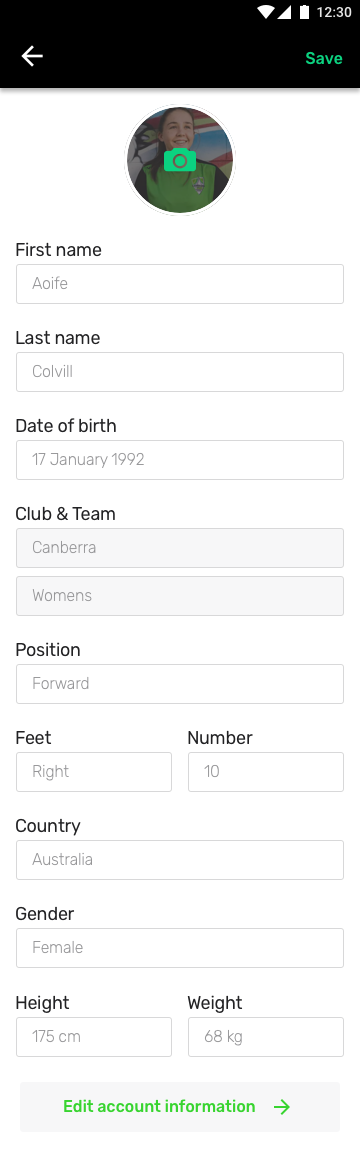 12:30
Save
First name
Aoife
Last name
Colvill
Date of birth
17 January 1992
Club & Team
Canberra
Womens
Position
Forward
Feet Number
Right 10
Country
Australia
Gender
Female
Height Weight
175 cm 68 kg
Edit account information